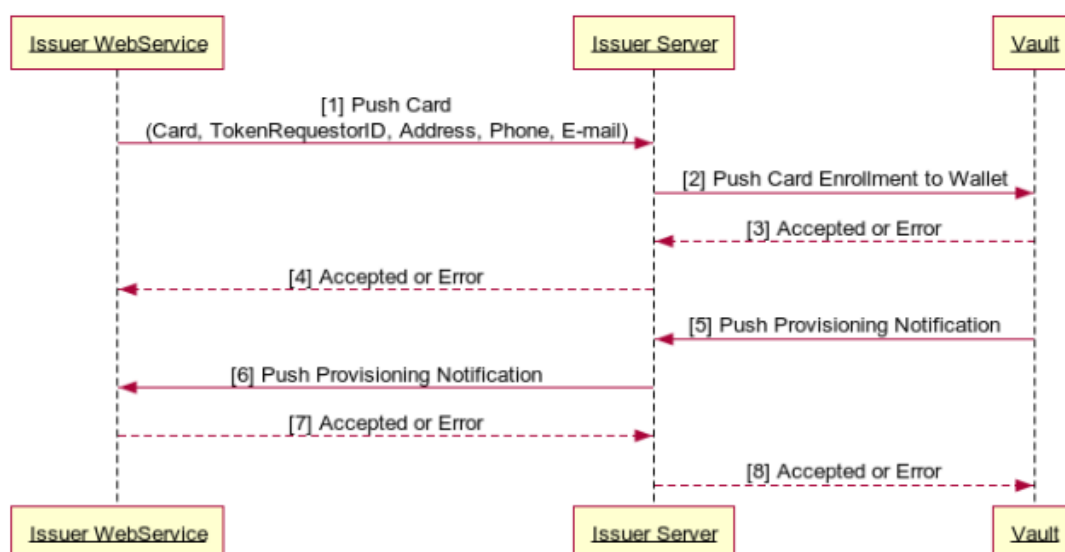 Issuer WebService
Issuer Server
Vault
[1] Push Card
(Card, TokenRequestorID, Address, Phone, E-mail)
[2] Push Card Enrollment to Wallet
[3] Accepted or Error
[4] Accepted or Error
[5] Push Provisioning Notification
[6] Push Provisioning Notification
[7] Accepted or Error
[8] Accepted or Error
Issuer WebService
Issuer Server
Vault